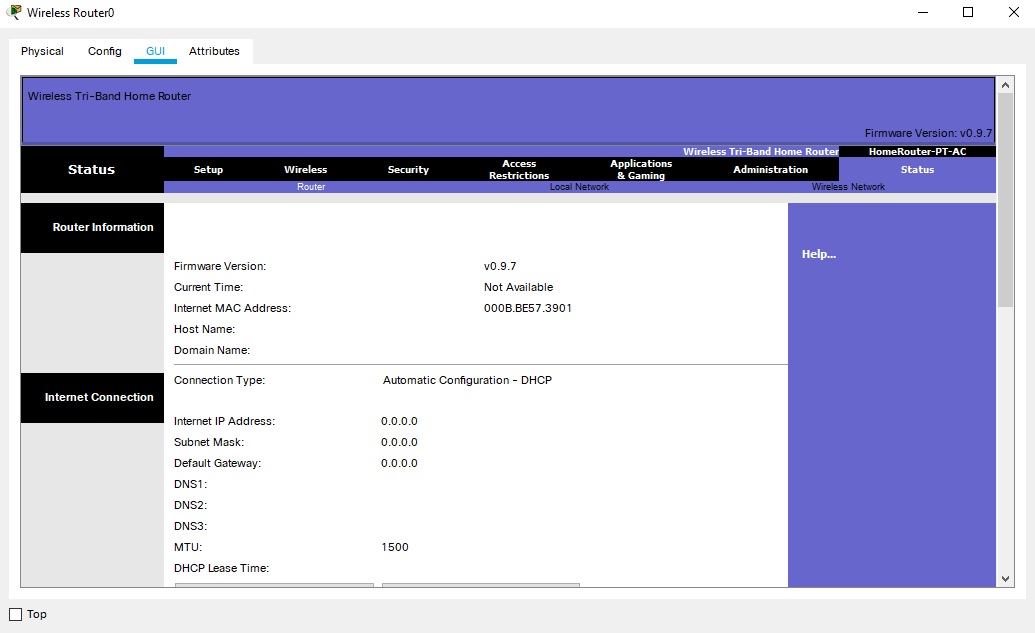 Wireless Router0
Physical Config GUI Attributes
Wireless Tri-Band Home Router
Firmware Version: v0.9.7
Wireless Tri-Band Home Router HomeRouter-PT-AC
Status Setup Wireless Security Access Restrictions Applications & Gaming Administration Status
Router Local Network Wireless Network
Router Information
Help...
Firmware Version: v0.9.7
Current Time: Not Available
Internet MAC Address: 000B.BE57.3901
Host Name:
Domain Name:
Internet Connection
Connection Type: Automatic Configuration - DHCP
Internet IP Address: 0.0.0.0
Subnet Mask: 0.0.0.0
Default Gateway: 0.0.0.0
DNS1:
DNS2:
DNS3:
MTU: 1500
DHCP Lease Time:
Top